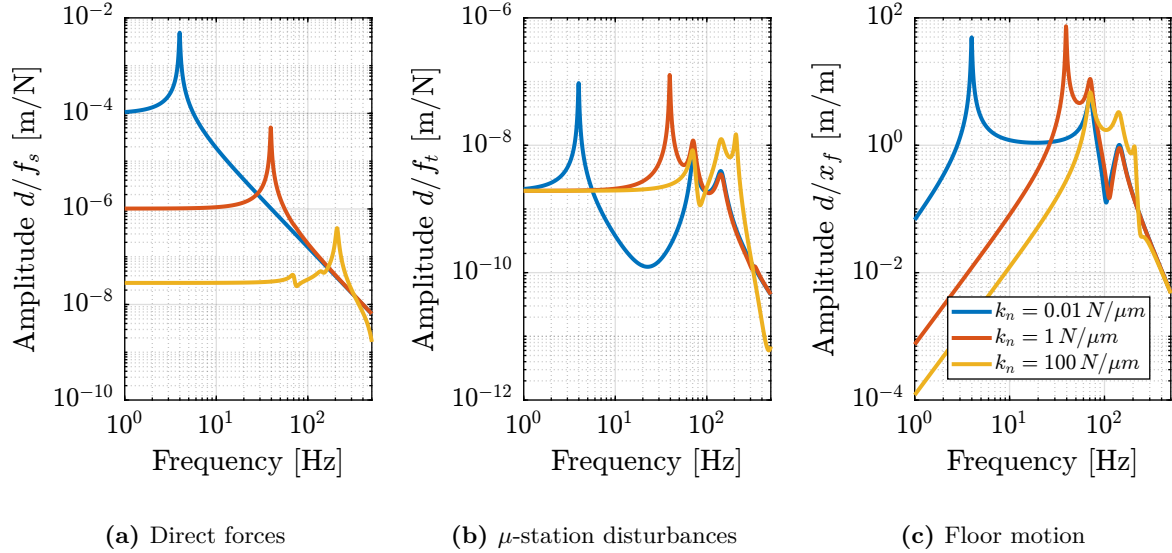 10^{-2}
10^{-4}
10^{-6}
10^{-8}
10^{-10}
Amplitude d/f_s [m/N]
10^0 10^1 10^2
Frequency [Hz]
(a) Direct forces
10^{-6}
10^{-8}
10^{-10}
10^{-12}
Amplitude d/f_t [m/N]
10^0 10^1 10^2
Frequency [Hz]
(b) μ-station disturbances
10^2
10^0
10^{-2}
10^{-4}
Amplitude d/x_f [m/m]
k_n = 0.01 N/μm
k_n = 1 N/μm
k_n = 100 N/μm
10^0 10^1 10^2
Frequency [Hz]
(c) Floor motion